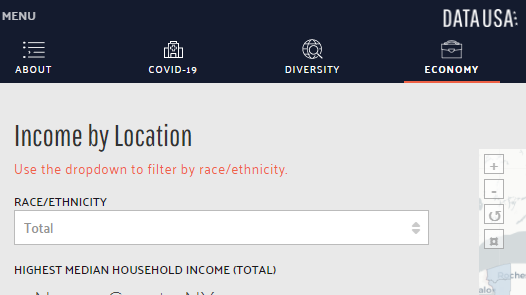 MENU
DATA USA:
ABOUT
COVID-19
DIVERSITY
ECONOMY
Income by Location
Use the dropdown to filter by race/ethnicity.
RACE/ETHNICITY
Total
+
-
HIGHEST MEDIAN HOUSEHOLD INCOME (TOTAL)